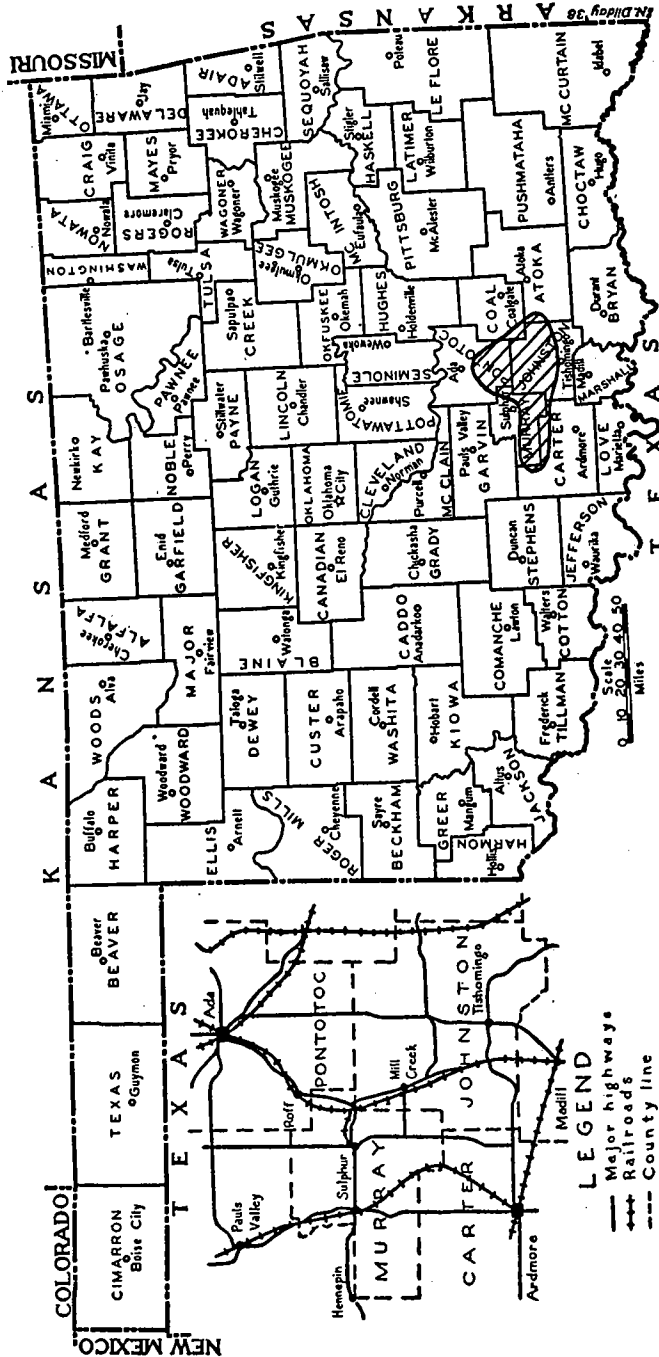 COLORADO
NEW MEXICO
KANSAS
MISSOURI
ARKANSAS
TEXAS
TEXAS
CIMARRON
Boise City
TEXAS
Guymon
Beaver
BEAVER
Buffalo
HARPER
WOODS
Alva
Cherokee
ALFALFA
Medford
GRANT
Newkirk
KAY
Pawhuska
OSAGE
Bartlesville
WASHINGTON
Nowata
NOWATA
CRAIG
Vinita
Miami
OTTAWA
Woodward
WOODWARD
MAJOR
Fairview
Enid
GARFIELD
NOBLE
Perry
PAWNEE
Pawnee
ROGERS
Claremore
MAYES
Pryor
Jay
DELAWARE
ELLIS
Arnett
Taloga
DEWEY
BLAINE
Watonga
KINGFISHER
Kingfisher
LOGAN
Guthrie
Stillwater
PAYNE
Sapulpa
CREEK
TULSA
Tulsa
WAGONER
Wagoner
CHEROKEE
Tahlequah
ADAIR
Stilwell
ROGER MILLS
Cheyenne
CUSTER
Arapaho
CANADIAN
El Reno
OKLAHOMA
Oklahoma City
LINCOLN
Chandler
OKFUSKEE
Okemah
OKMULGEE
Okmulgee
Muskogee
MUSKOGEE
SEQUOYAH
Sallisaw
Sayre
BECKHAM
Cordell
WASHITA
CADDO
Anadarko
Chickasha
GRADY
CLEVELAND
Norman
Purcell
MC CLAIN
POTTAWATOMIE
Shawnee
SEMINOLE
Wewoka
HUGHES
Holdenville
MC INTOSH
Eufaula
Stigler
HASKELL
PITTSBURG
McAlester
LATIMER
Wilburton
LE FLORE
Poteau
GREER
Mangum
HARMON
Hollis
Altus
JACKSON
Hobart
KIOWA
COMANCHE
Lawton
Duncan
STEPHENS
Pauls Valley
GARVIN
Ada
PONTOTOC
COAL
Coalgate
Atoka
ATOKA
PUSHMATAHA
Antlers
MC CURTAIN
Idabel
Frederick
TILLMAN
Walters
COTTON
JEFFERSON
Waurika
MURRAY
Sulphur
CARTER
Ardmore
LOVE
Marietta
JOHNSTON
Tishomingo
Madill
MARSHALL
Durant
BRYAN
CHOCTAW
Hugo
Scale
0 10 20 30 40 50
Miles
Pauls Valley
Ada
Roff
PONTOTOC
Hennepin
Sulphur
MURRAY
Mill Creek
CARTER
JOHNSTON
Tishomingo
Ardmore
Madill
LEGEND
Major highways
Railroads
County line